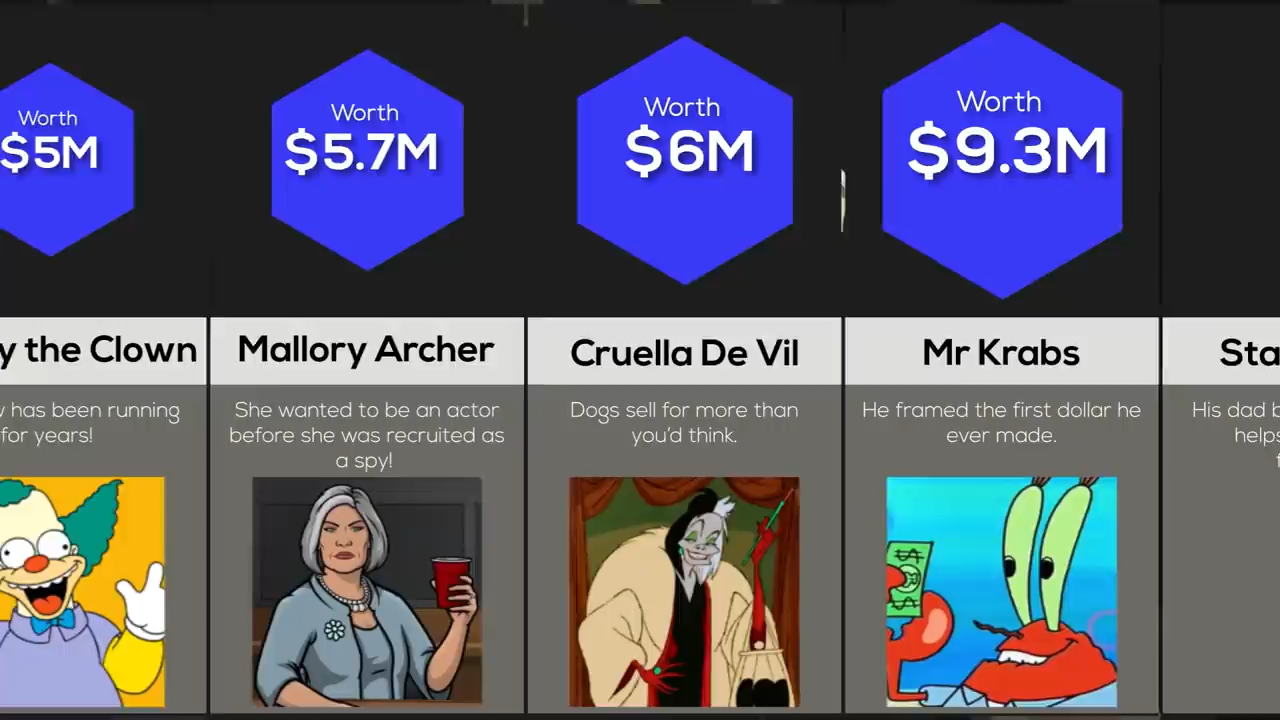 Worth
$5M
Worth
$5.7M
Worth
$6M
Worth
$9.3M
y the Clown
Mallory Archer
Cruella De Vil
Mr Krabs
Sta
has been running
for years!
She wanted to be an actor
before she was recruited as
a spy!
Dogs sell for more than
you'd think.
He framed the first dollar he
ever made.
His dad b
helps